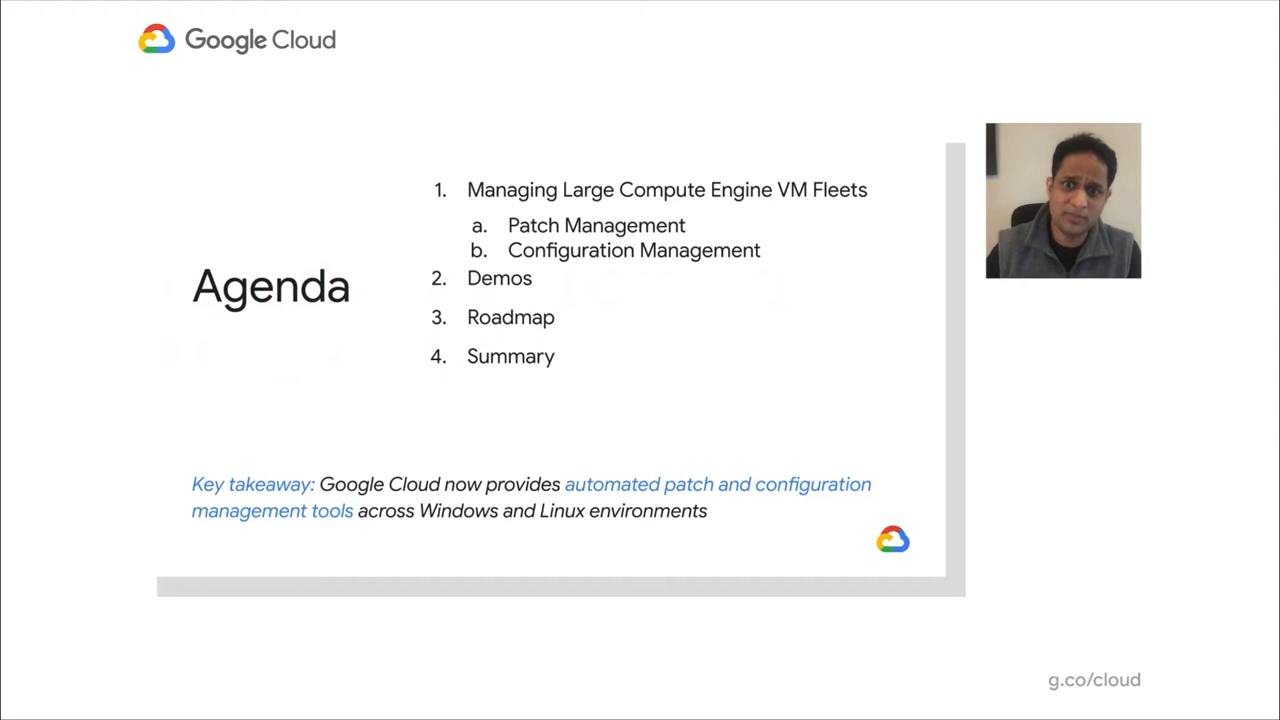 Google Cloud
Agenda
1. Managing Large Compute Engine VM Fleets
a. Patch Management
b. Configuration Management
2. Demos
3. Roadmap
4. Summary
Key takeaway: Google Cloud now provides automated patch and configuration
management tools across Windows and Linux environments
g.co/cloud